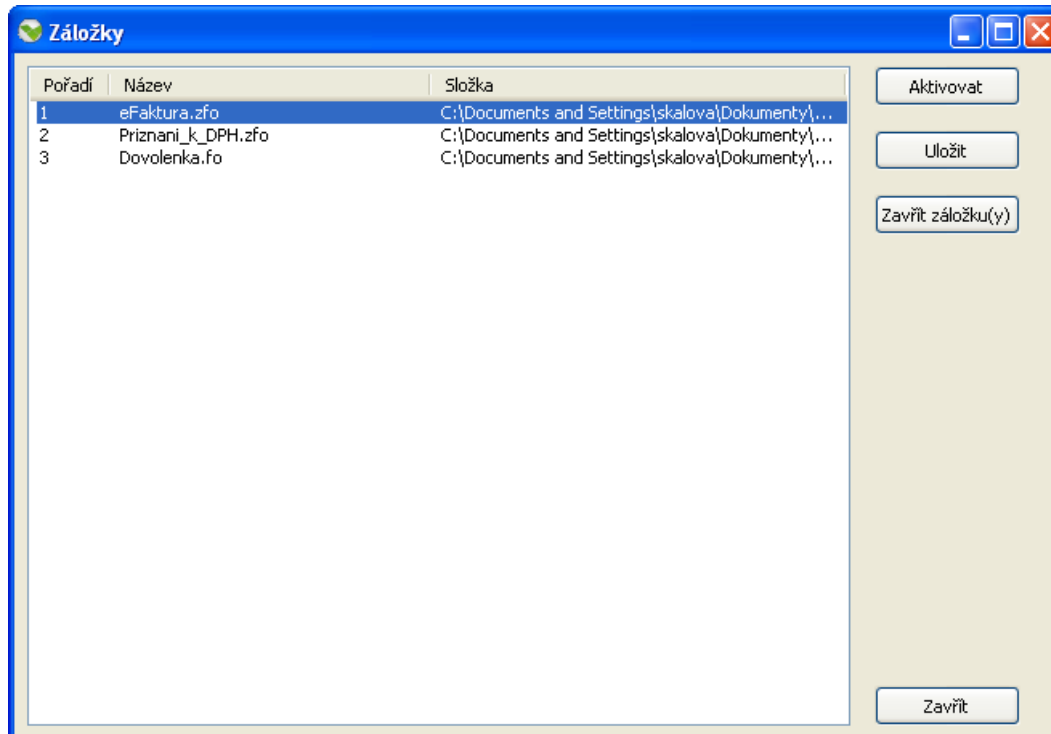 Záložky
Pořadí Název Složka
1 eFaktura.zfo C:\Documents and Settings\skalova\Dokumenty\...
2 Priznani_k_DPH.zfo C:\Documents and Settings\skalova\Dokumenty\...
3 Dovolenka.fo C:\Documents and Settings\skalova\Dokumenty\...
Aktivovat
Uložit
Zavřít záložku(y)
Zavřít